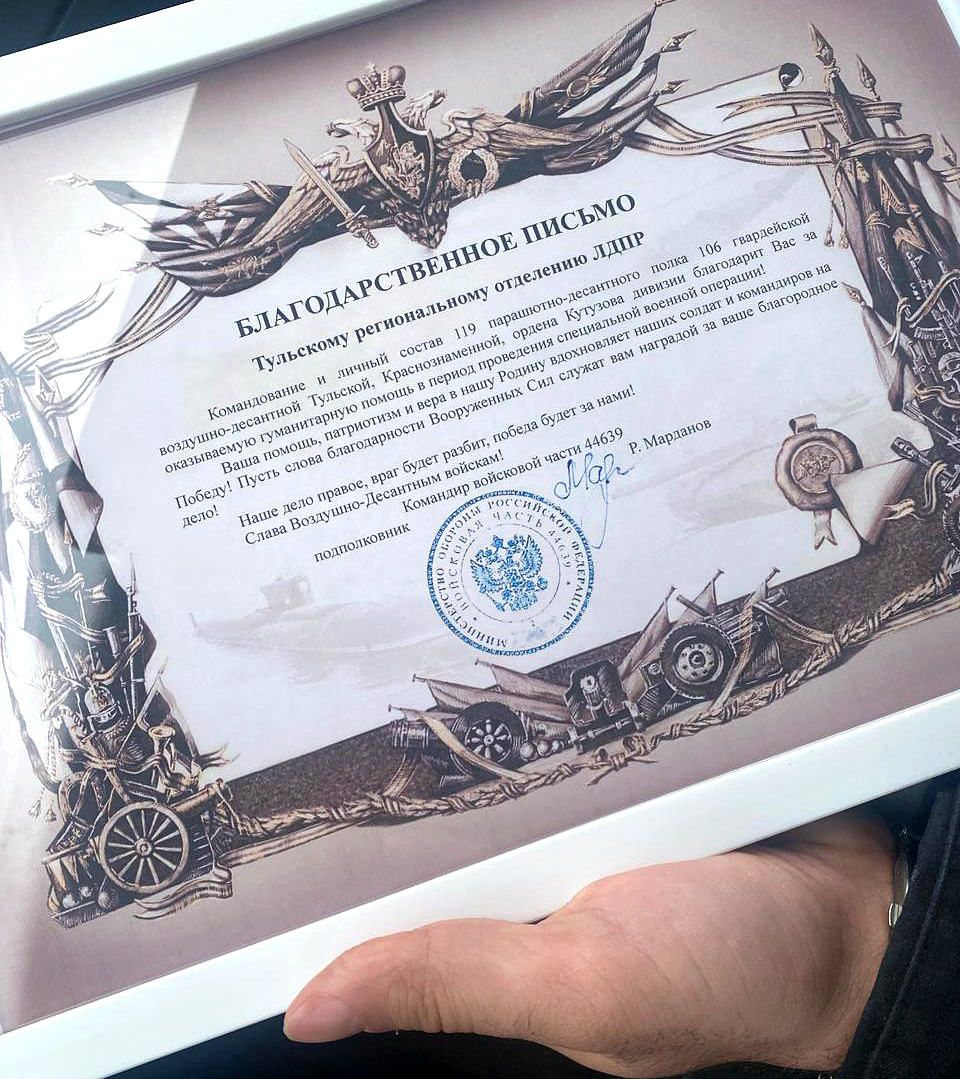 БЛАГОДАРСТВЕННОЕ ПИСЬМО
Тульскому региональному отделению ЛДПР
Командование и личный состав 119 парашютно-десантного полка 106 гвардейской
воздушно-десантной Тульской, Краснознаменной, ордена Кутузова дивизии благодарит Вас за
оказываемую гуманитарную помощь в период проведения специальной военной операции!
Ваша помощь, патриотизм и вера в нашу Родину вдохновляет наших солдат и командиров на
Победу! Пусть слова благодарности Вооруженных Сил служат вам наградой за ваше благородное
дело!
Наше дело правое, враг будет разбит, победа будет за нами!
Слава Воздушно-Десантным войскам!
Командир войсковой части 44639
подполковник
Р. Марданов
МИНИСТЕРСТВО ОБОРОНЫ РОССИЙСКОЙ ФЕДЕРАЦИИ
ВОЙСКОВАЯ ЧАСТЬ 44639